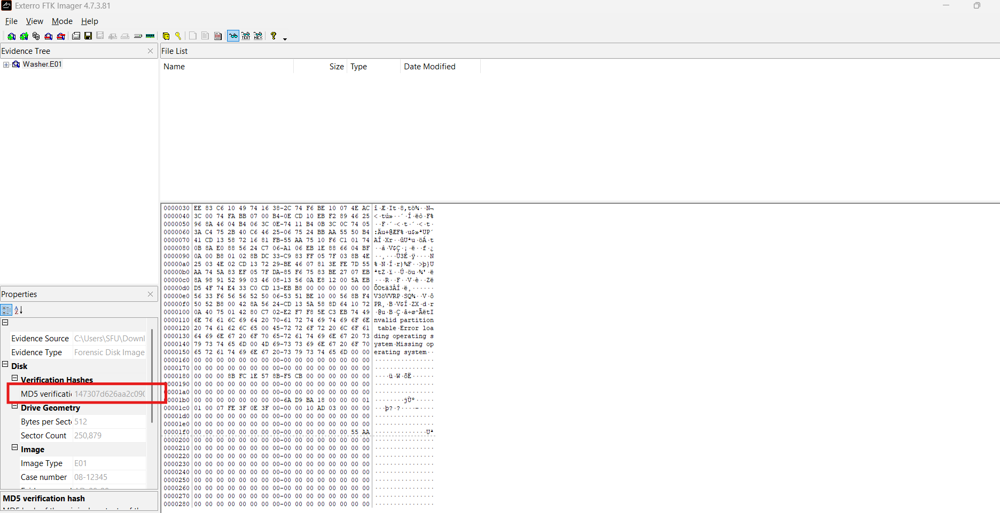 Exterro FTK Imager 4.7.3.81
File View Mode Help
Evidence Tree
Washer.E01
File List
Name Size Type Date Modified
Properties
Evidence Source C:\Users\SFU\Downl
Evidence Type Forensic Disk Image
Disk
Verification Hashes
MD5 verificati 147307d626aa2c090
Drive Geometry
Bytes per Sect 512
Sector Count 250,879
Image
Image Type E01
Case number 08-12345
MD5 verification hash
0000030 EE 83 C6 10 49 74 16 38-2C 74 F6 BE 10 07 4E AC î·Æ·It·8,tö¾··N¬
0000040 3C 00 74 FA BB 07 00 B4-0E CD 10 EB F2 89 46 25 <·tú»··´·Í·ëò·F%
0000050 96 8A 46 04 B4 06 3C 0E-74 11 B4 0B 3C 0C 74 05 ··F·´·<·t·´·<·t·
0000060 3A C4 75 2B 40 C6 46 25-06 75 24 BB AA 55 50 B4 :Äu+@ÆF%·u$»ªUP´
0000070 41 CD 13 58 72 16 81 FB-55 AA 75 10 F6 C1 01 74 AÍ·Xr··ûUªu·öÁ·t
0000080 0B 8A E0 88 56 24 C7 06-A1 06 EB 1E 88 66 04 BF ··à·V$Ç·¡·ë··f·¿
0000090 0A 00 B8 01 02 8B DC 33-C9 83 FF 05 7F 03 8B 4E ··¸···Ü3É·ÿ····N
00000a0 25 03 4E 02 CD 13 72 29-BE 46 07 81 3E FE 7D 55 %·N·Í·r)¾F··>þ}U
00000b0 AA 74 5A 83 EF 05 7F DA-85 F6 75 83 BE 27 07 EB ªtZ·ï··Ú·öu·¾'·ë
00000c0 8A 98 91 52 99 03 46 08-13 56 0A E8 12 00 5A EB ···R··F··V·è··Zë
00000d0 D5 4F 74 E4 33 C0 CD 13-EB B8 00 00 00 00 00 00 ÕOtä3ÀÍ·ë¸······
00000e0 56 33 F6 56 56 52 50 06-53 51 BE 10 00 56 8B F4 V3öVVRP·SQ¾··V·ô
00000f0 50 52 B8 00 42 8A 56 24-CD 13 5A 58 8D 64 10 72 PR¸·B·V$Í·ZX·d·r
0000100 0A 40 75 01 42 80 C7 02-E2 F7 F8 5E C3 EB 74 49 ·@u·B·Ç·â÷ø^ÃëtI
0000110 6E 76 61 6C 69 64 20 70-61 72 74 69 74 69 6F 6E nvalid partition
0000120 20 74 61 62 6C 65 00 45-72 72 6F 72 20 6C 6F 61  table·Error loa
0000130 64 69 6E 67 20 6F 70 65-72 61 74 69 6E 67 20 73 ding operating s
0000140 79 73 74 65 6D 00 4D 69-73 73 69 6E 67 20 6F 70 ystem·Missing op
0000150 65 72 61 74 69 6E 67 20-73 79 73 74 65 6D 00 00 erating system··
0000160 00 00 00 00 00 00 00 00-00 00 00 00 00 00 00 00 ················
0000170 00 00 00 00 00 00 00 00-00 00 00 00 00 00 00 00 ················
0000180 00 00 00 8B FC 1E 57 8B-F5 CB 00 00 00 00 00 00 ····ü·W·õË······
0000190 00 00 00 00 00 00 00 00-00 00 00 00 00 00 00 00 ················
00001a0 00 00 00 00 00 00 00 00-00 00 00 00 00 00 00 00 ················
00001b0 00 00 00 00 00 00 00 00-6A D9 BA 18 00 00 00 01 ········jÙº·····
00001c0 01 00 07 FE 3F 0E 3F 00-00 00 10 AD 03 00 00 00 ···þ?·?····-····
00001d0 00 00 00 00 00 00 00 00-00 00 00 00 00 00 00 00 ················
00001e0 00 00 00 00 00 00 00 00-00 00 00 00 00 00 00 00 ················
00001f0 00 00 00 00 00 00 00 00-00 00 00 00 00 00 55 AA ··············Uª
0000200 00 00 00 00 00 00 00 00-00 00 00 00 00 00 00 00 ················
0000210 00 00 00 00 00 00 00 00-00 00 00 00 00 00 00 00 ················
0000220 00 00 00 00 00 00 00 00-00 00 00 00 00 00 00 00 ················
0000230 00 00 00 00 00 00 00 00-00 00 00 00 00 00 00 00 ················
0000240 00 00 00 00 00 00 00 00-00 00 00 00 00 00 00 00 ················
0000250 00 00 00 00 00 00 00 00-00 00 00 00 00 00 00 00 ················
0000260 00 00 00 00 00 00 00 00-00 00 00 00 00 00 00 00 ················
0000270 00 00 00 00 00 00 00 00-00 00 00 00 00 00 00 00 ················
0000280 00 00 00 00 00 00 00 00-00 00 00 00 00 00 00 00 ················